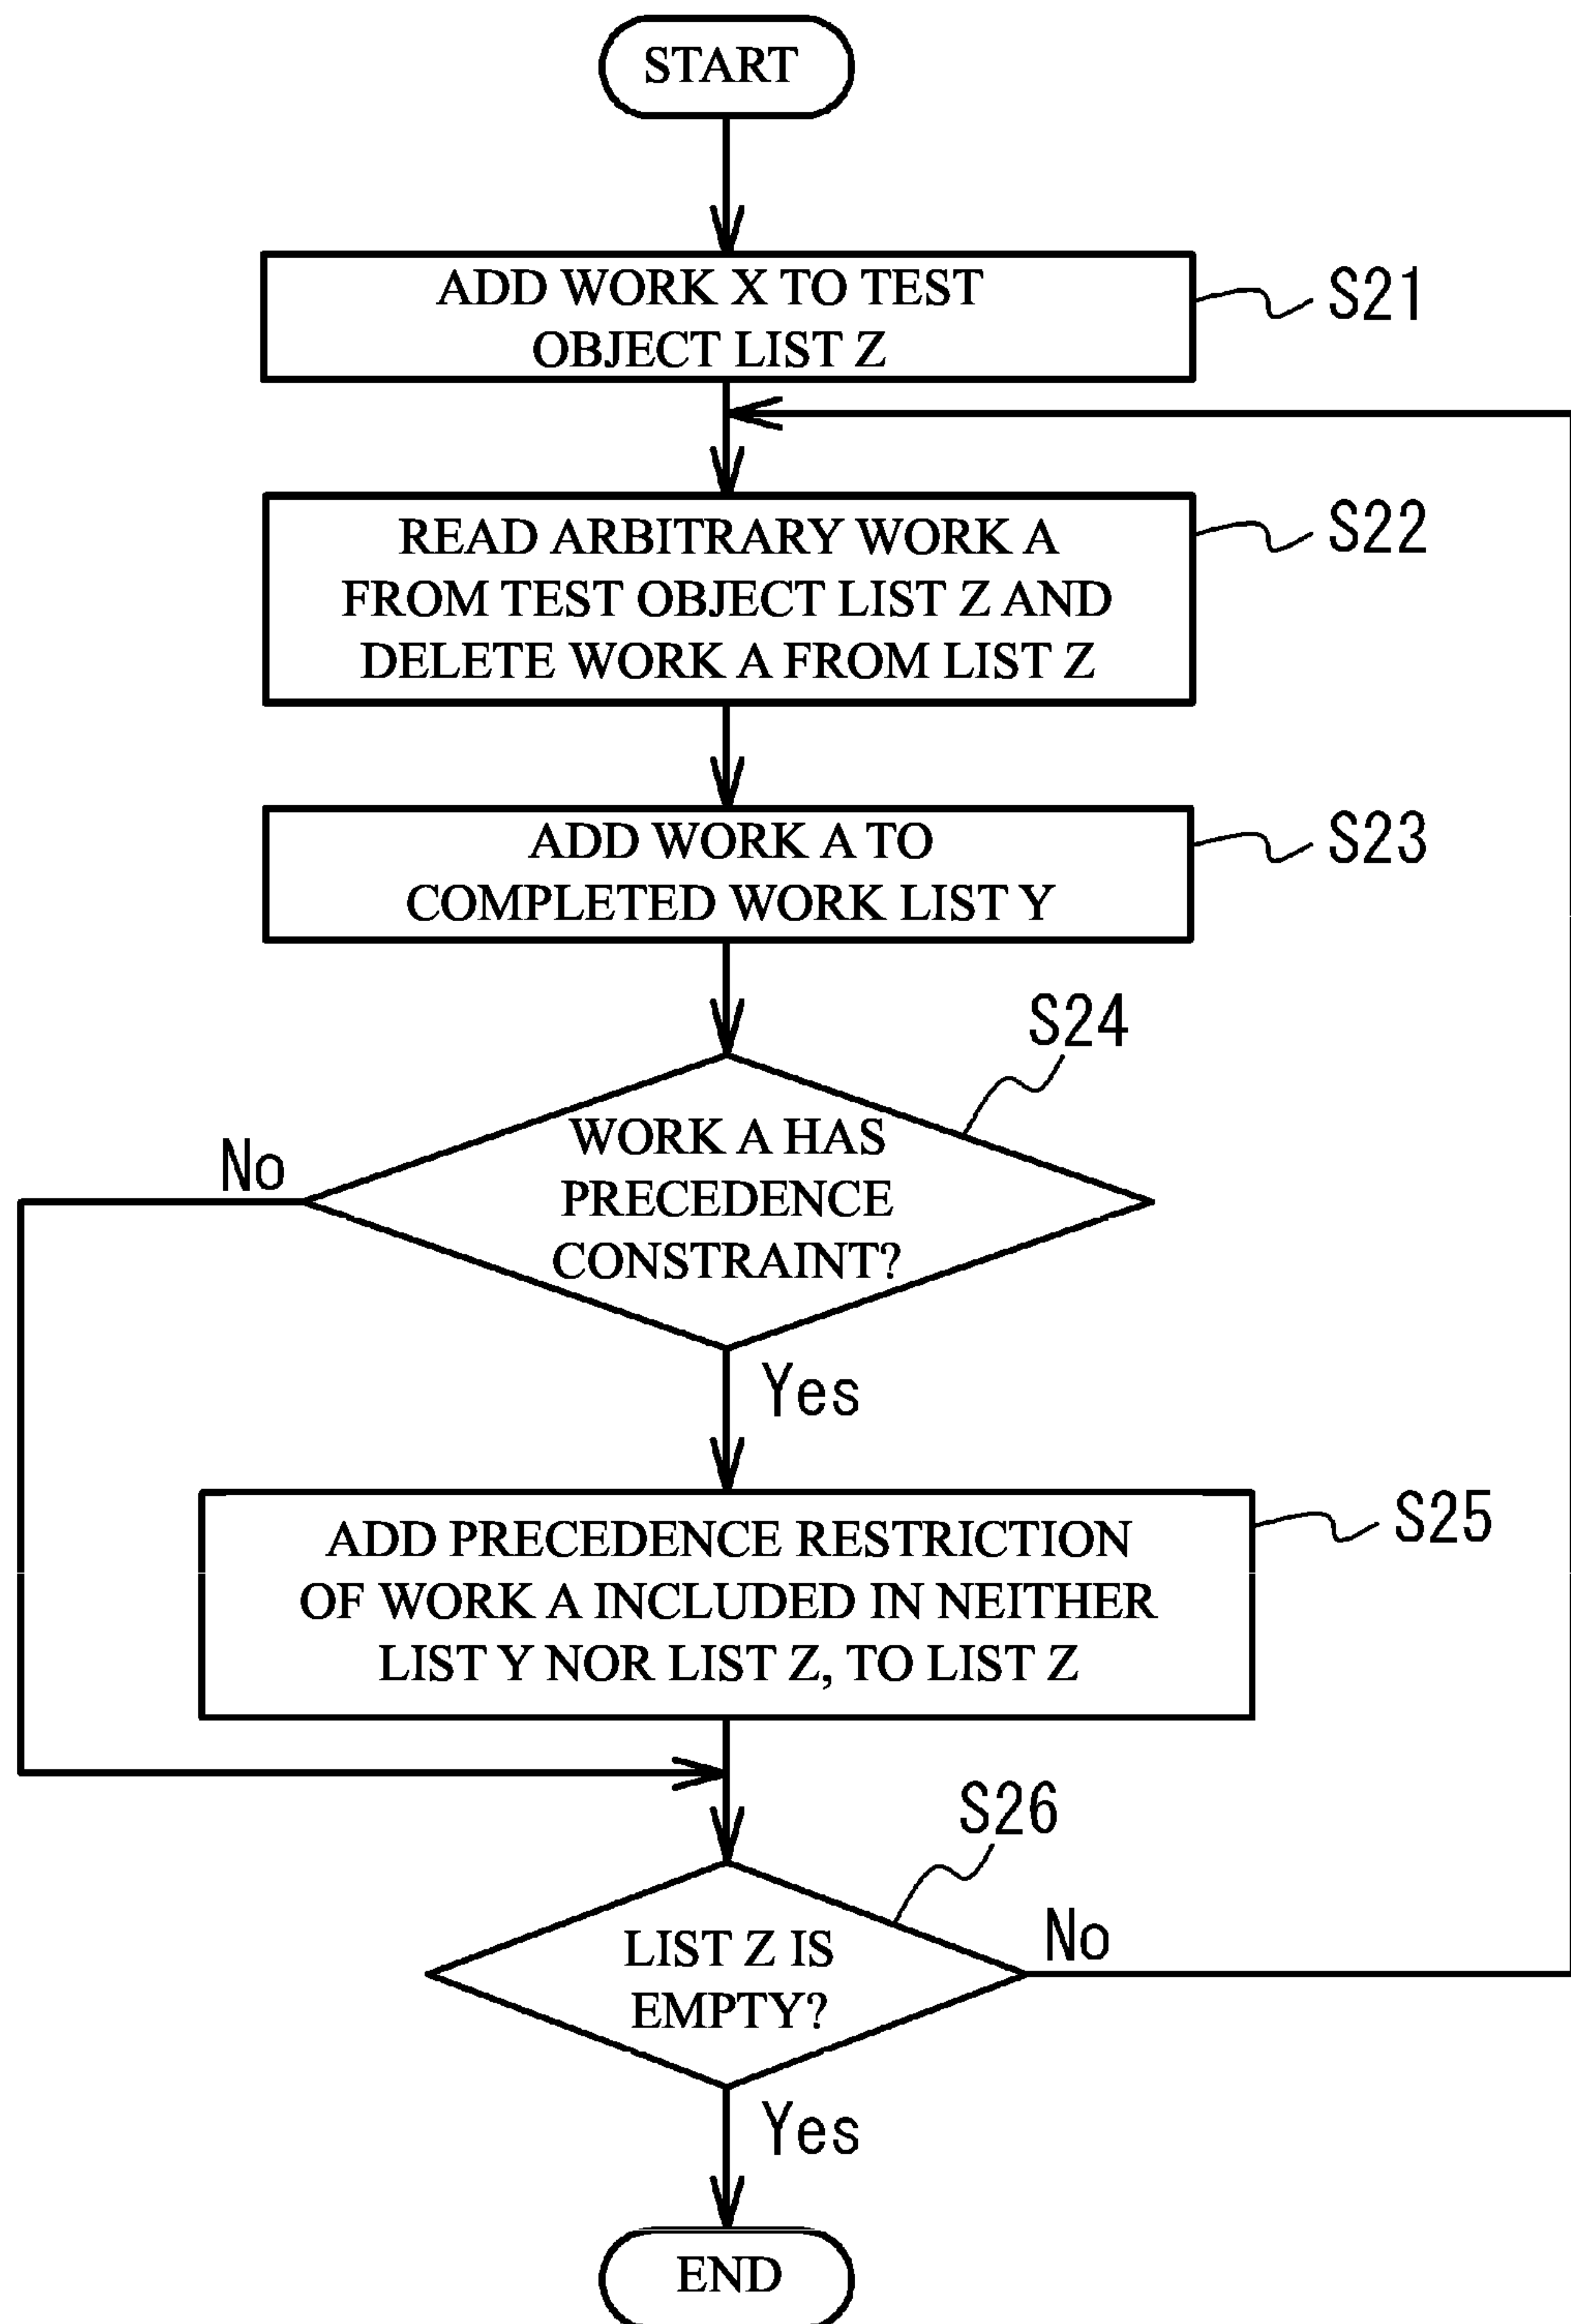 START
ADD WORK X TO TEST
OBJECT LIST Z
S21
READ ARBITRARY WORK A
FROM TEST OBJECT LIST Z AND
DELETE WORK A FROM LIST Z
S22
ADD WORK A TO
COMPLETED WORK LIST Y
S23
S24
WORK A HAS
PRECEDENCE
CONSTRAINT?
No
Yes
ADD PRECEDENCE RESTRICTION
OF WORK A INCLUDED IN NEITHER
LIST Y NOR LIST Z, TO LIST Z
S25
S26
LIST Z IS
EMPTY?
No
Yes
END